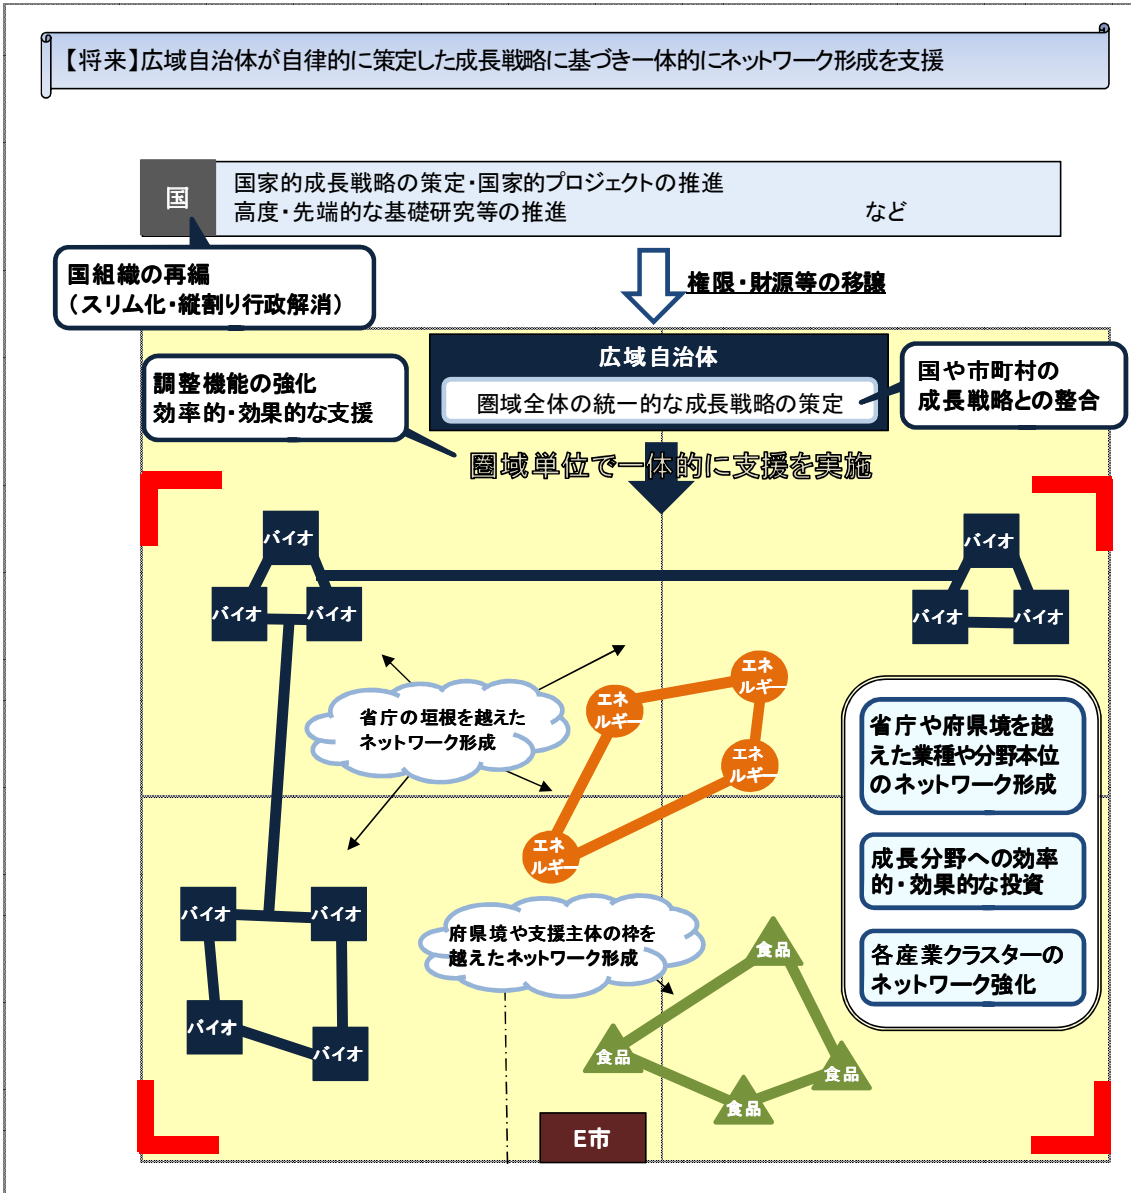 【将来】広域自治体が自律的に策定した成長戦略に基づき一体的にネットワーク形成を支援
国
国家的成長戦略の策定・国家的プロジェクトの推進
高度・先端的な基礎研究等の推進　など
国組織の再編
（スリム化・縦割り行政解消）
権限・財源等の移譲
広域自治体
圏域全体の統一的な成長戦略の策定
国や市町村の
成長戦略との整合
調整機能の強化
効率的・効果的な支援
圏域単位で一体的に支援を実施
バイオ
バイオ
バイオ
バイオ
バイオ
バイオ
省庁の垣根を越えた
ネットワーク形成
エネ
ルギー
エネ
ルギー
エネ
ルギー
エネ
ルギー
省庁や府県境を越
えた業種や分野本位
のネットワーク形成
成長分野への効率
的・効果的な投資
各産業クラスターの
ネットワーク強化
バイオ
バイオ
バイオ
バイオ
府県境や支援主体の枠を
越えたネットワーク形成
食品
食品
食品
食品
E市